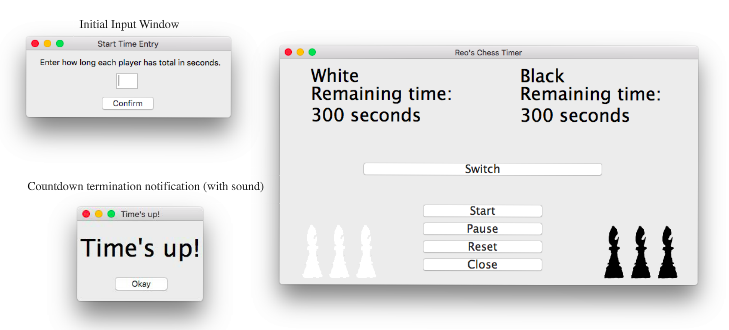 Initial Input Window
Start Time Entry
Enter how long each player has total in seconds.
Confirm
Countdown termination notification (with sound)
Time's up!
Time's up!
Okay
Reo's Chess Timer
White
Remaining time:
300 seconds
Black
Remaining time:
300 seconds
Switch
Start
Pause
Reset
Close